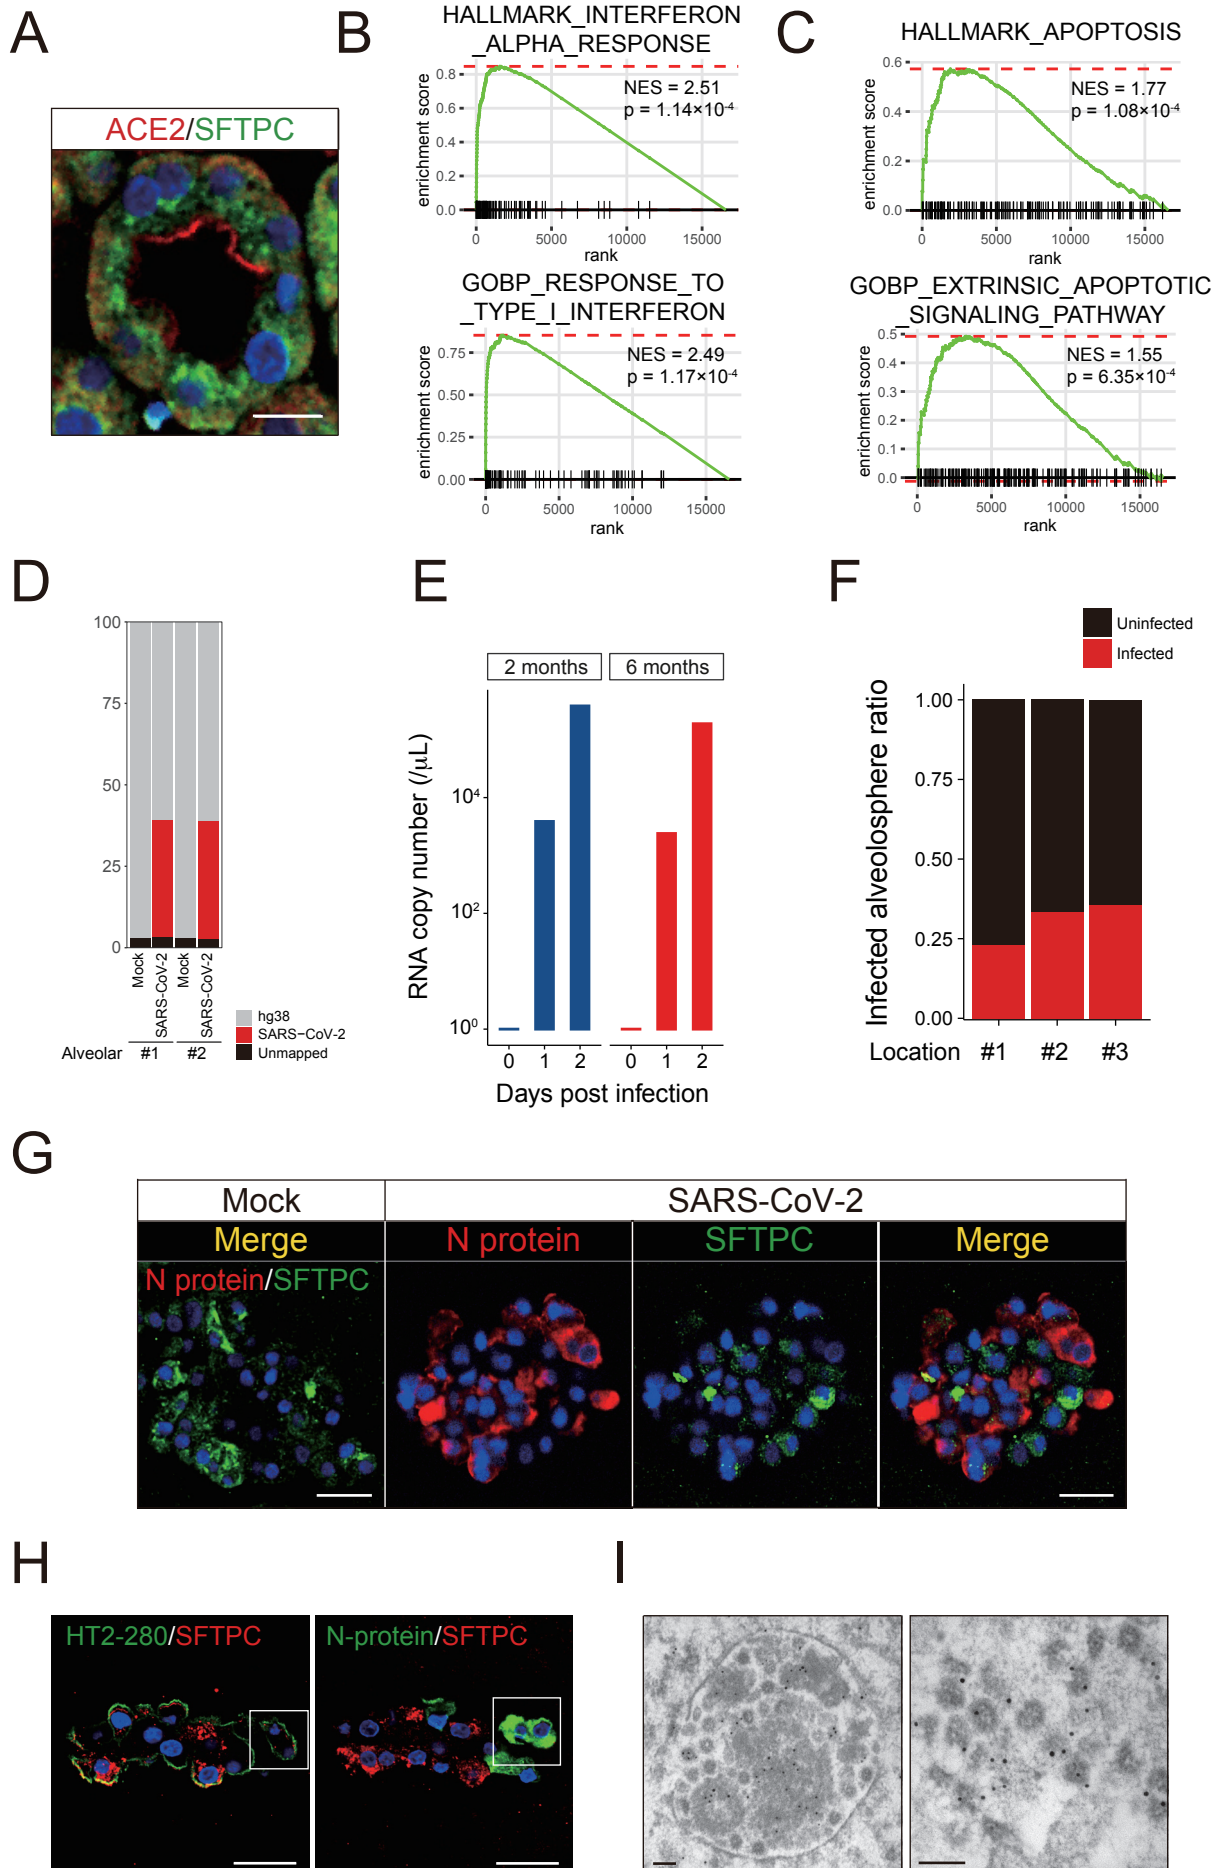 A
ACE2/SFTPC
B
HALLMARK_INTERFERON
_ALPHA_RESPONSE
enrichment score
0.8
0.6
0.4
0.2
0.0
NES = 2.51
p = 1.14×10-4
0 5000 10000 15000
rank
GOBP_RESPONSE_TO
_TYPE_I_INTERFERON
enrichment score
0.75
0.50
0.25
0.00
NES = 2.49
p = 1.17×10-4
0 5000 10000 15000
rank
C
HALLMARK_APOPTOSIS
enrichment score
0.6
0.4
0.2
0.0
NES = 1.77
p = 1.08×10-4
0 5000 10000 15000
rank
GOBP_EXTRINSIC_APOPTOTIC
_SIGNALING_PATHWAY
enrichment score
0.5
0.4
0.3
0.2
0.1
0.0
NES = 1.55
p = 6.35×10-4
0 5000 10000 15000
rank
D
100
75
50
25
0
Mock
SARS-CoV-2
Mock
SARS-CoV-2
Alveolar #1 #2
hg38
SARS-CoV-2
Unmapped
E
2 months 6 months
RNA copy number (/μL)
104
102
100
0 1 2 0 1 2
Days post infection
F
Uninfected
Infected
Infected alveolosphere ratio
1.00
0.75
0.50
0.25
0.00
Location #1 #2 #3
G
Mock SARS-CoV-2
Merge N protein SFTPC Merge
N protein/SFTPC
H
HT2-280/SFTPC N-protein/SFTPC
I